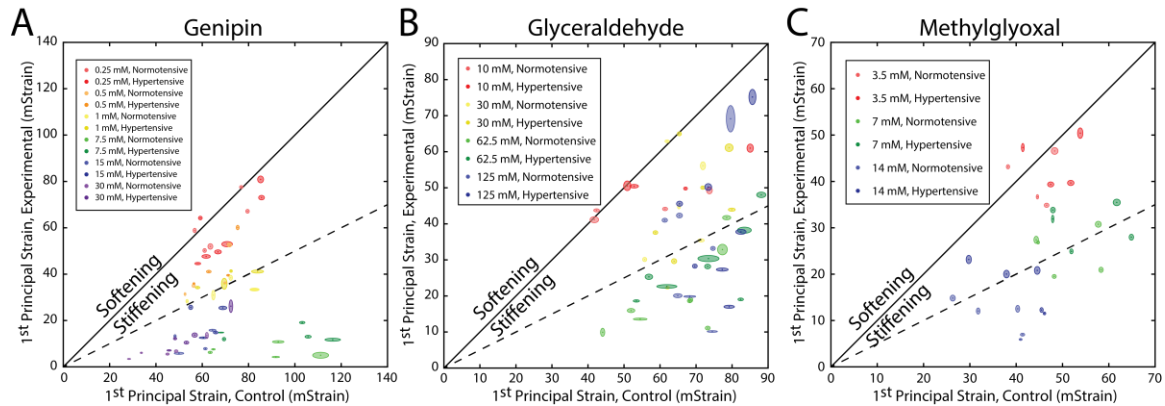 A
Genipin
1st Principal Strain, Experimental (mStrain)
140
120
100
80
60
40
20
0
0.25 mM, Normotensive
0.25 mM, Hypertensive
0.5 mM, Normotensive
0.5 mM, Hypertensive
1 mM, Normotensive
1 mM, Hypertensive
7.5 mM, Normotensive
7.5 mM, Hypertensive
15 mM, Normotensive
15 mM, Hypertensive
30 mM, Normotensive
30 mM, Hypertensive
Softening
Stiffening
0 20 40 60 80 100 120 140
1st Principal Strain, Control (mStrain)
B
Glyceraldehyde
1st Principal Strain, Experimental (mStrain)
90
80
70
60
50
40
30
20
10
0
10 mM, Normotensive
10 mM, Hypertensive
30 mM, Normotensive
30 mM, Hypertensive
62.5 mM, Normotensive
62.5 mM, Hypertensive
125 mM, Normotensive
125 mM, Hypertensive
Softening
Stiffening
0 10 20 30 40 50 60 70 80 90
1st Principal Strain, Control (mStrain)
C
Methylglyoxal
1st Principal Strain, Experimental (mStrain)
70
60
50
40
30
20
10
0
3.5 mM, Normotensive
3.5 mM, Hypertensive
7 mM, Normotensive
7 mM, Hypertensive
14 mM, Normotensive
14 mM, Hypertensive
Softening
Stiffening
0 10 20 30 40 50 60 70
1st Principal Strain, Control (mStrain)